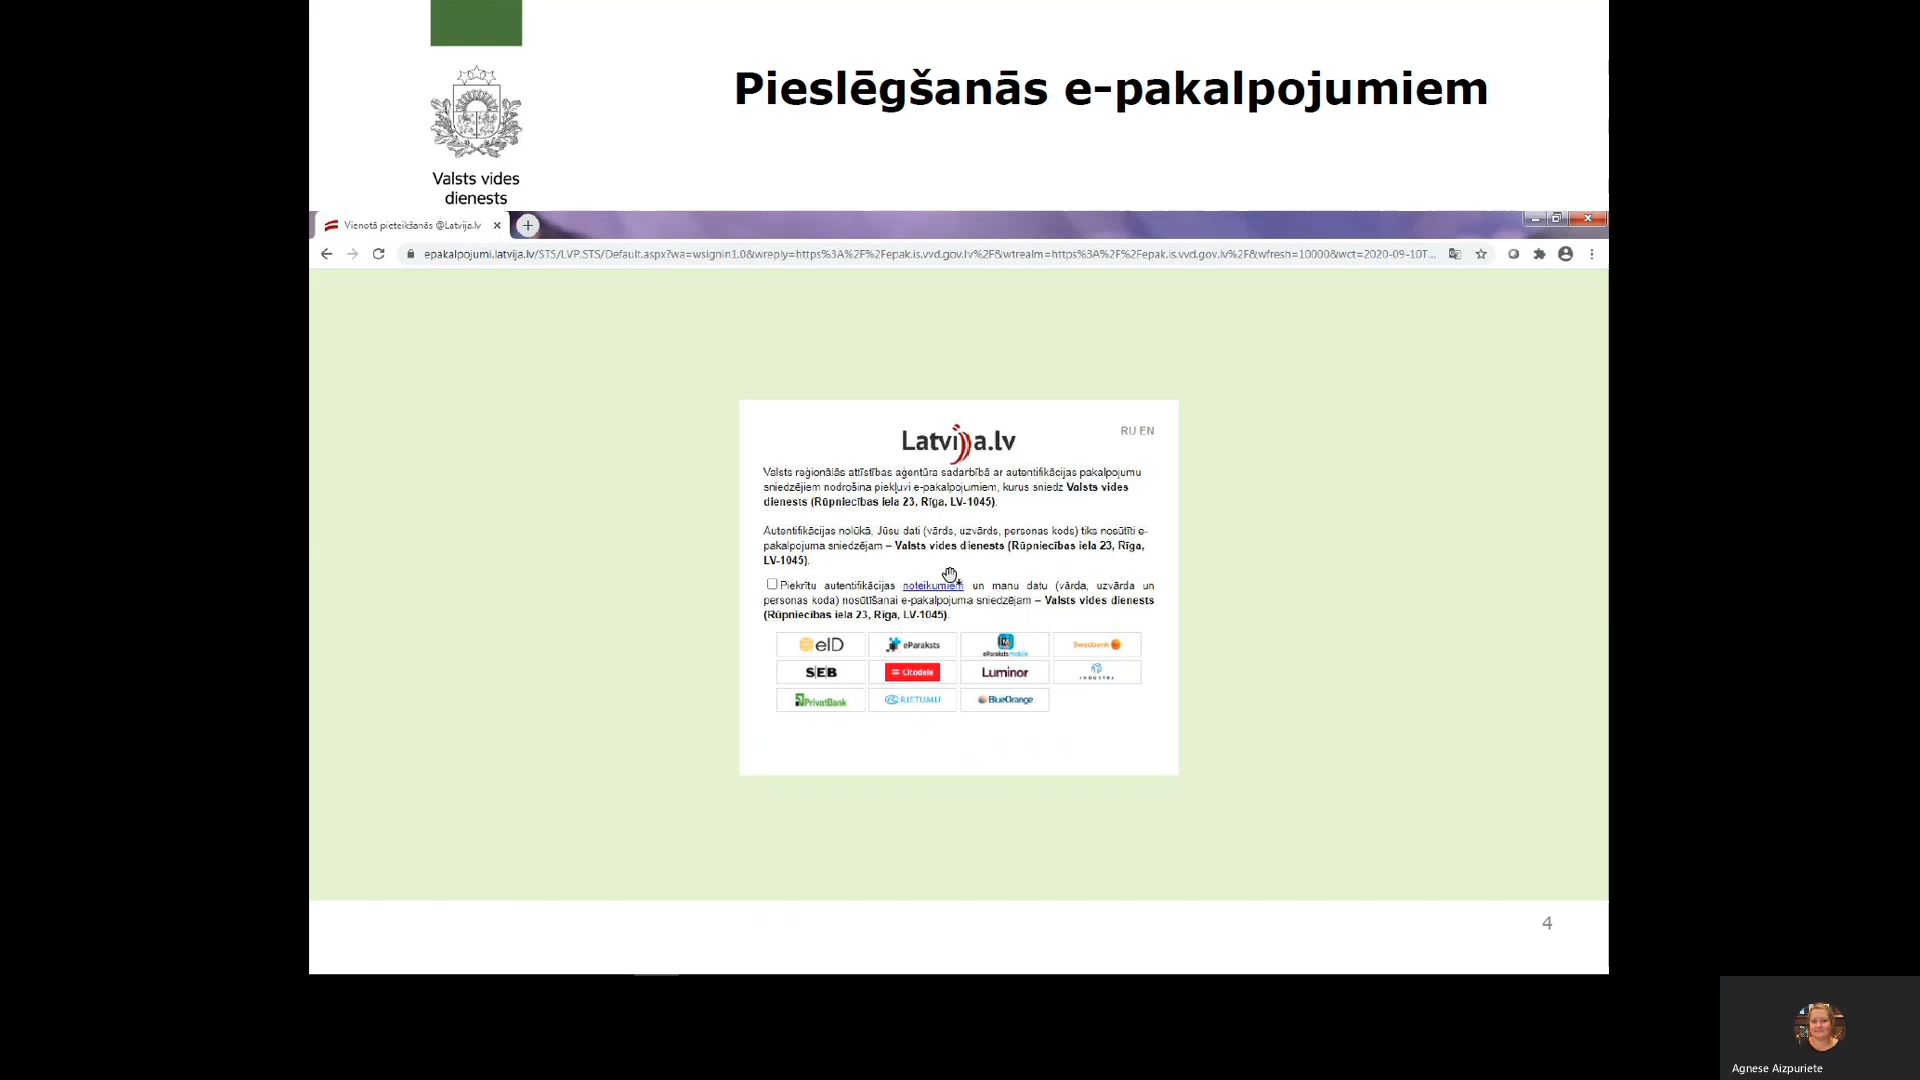 Pieslēgšanās e-pakalpojumiem
Valsts vides
dienests
Vienotā pieteikšanās @Latvija.lv
epakalpojumi.latvija.lv/STS/LVP.STS/Default.aspx?wa=wsignin1.0&wreply=https%3A%2F%2Fepak.is.vvd.gov.lv%2F&wtrealm=https%3A%2F%2Fepak.is.vvd.gov.lv%2F&wfresh=10000&wct=2020-09-10T...
Latvija.lv
RU EN
Valsts reģionālās attīstības aģentūra sadarbībā ar autentifikācijas pakalpojumu
sniedzējiem nodrošina piekļuvi e-pakalpojumiem, kurus sniedz Valsts vides
dienests (Rūpniecības iela 23, Rīga, LV-1045).
Autentifikācijas nolūkā, Jūsu dati (vārds, uzvārds, personas kods) tiks nosūtīti e-
pakalpojuma sniedzējam – Valsts vides dienests (Rūpniecības iela 23, Rīga,
LV-1045).
Piekrītu autentifikācijas noteikumiem un manu datu (vārda, uzvārda un
personas koda) nosūtīšanai e-pakalpojuma sniedzējam – Valsts vides dienests
(Rūpniecības iela 23, Rīga, LV-1045).
eID eParaksts eParaksts mobile Swedbank
SEB Citadele Luminor INDUSTRA
PrivatBank RIETUMU BlueOrange
4
Agnese Aizpuriete